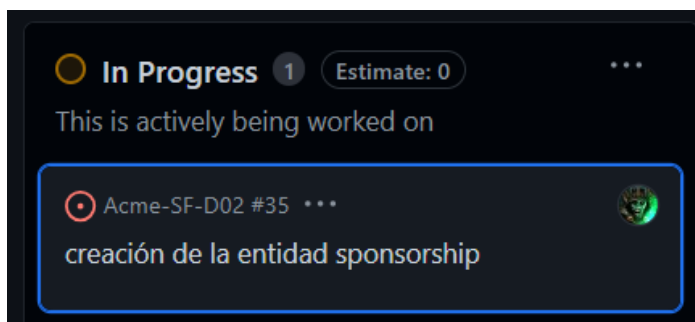 In Progress 1 Estimate: 0
This is actively being worked on
Acme-SF-D02 #35
creación de la entidad sponsorship